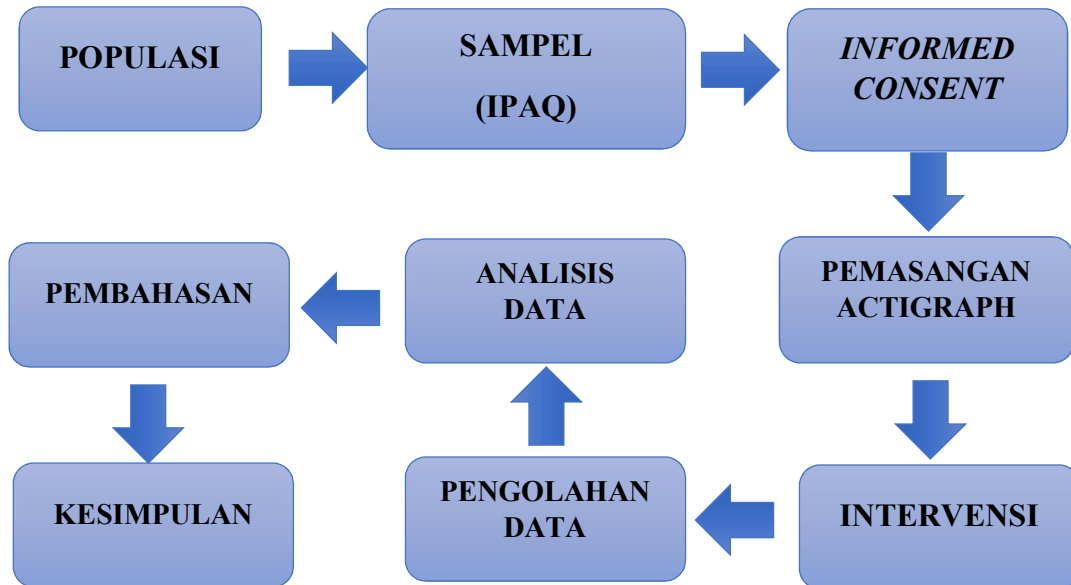 POPULASI
SAMPEL
(IPAQ)
INFORMED
CONSENT
PEMASANGAN
ACTIGRAPH
INTERVENSI
PENGOLAHAN
DATA
ANALISIS
DATA
PEMBAHASAN
KESIMPULAN